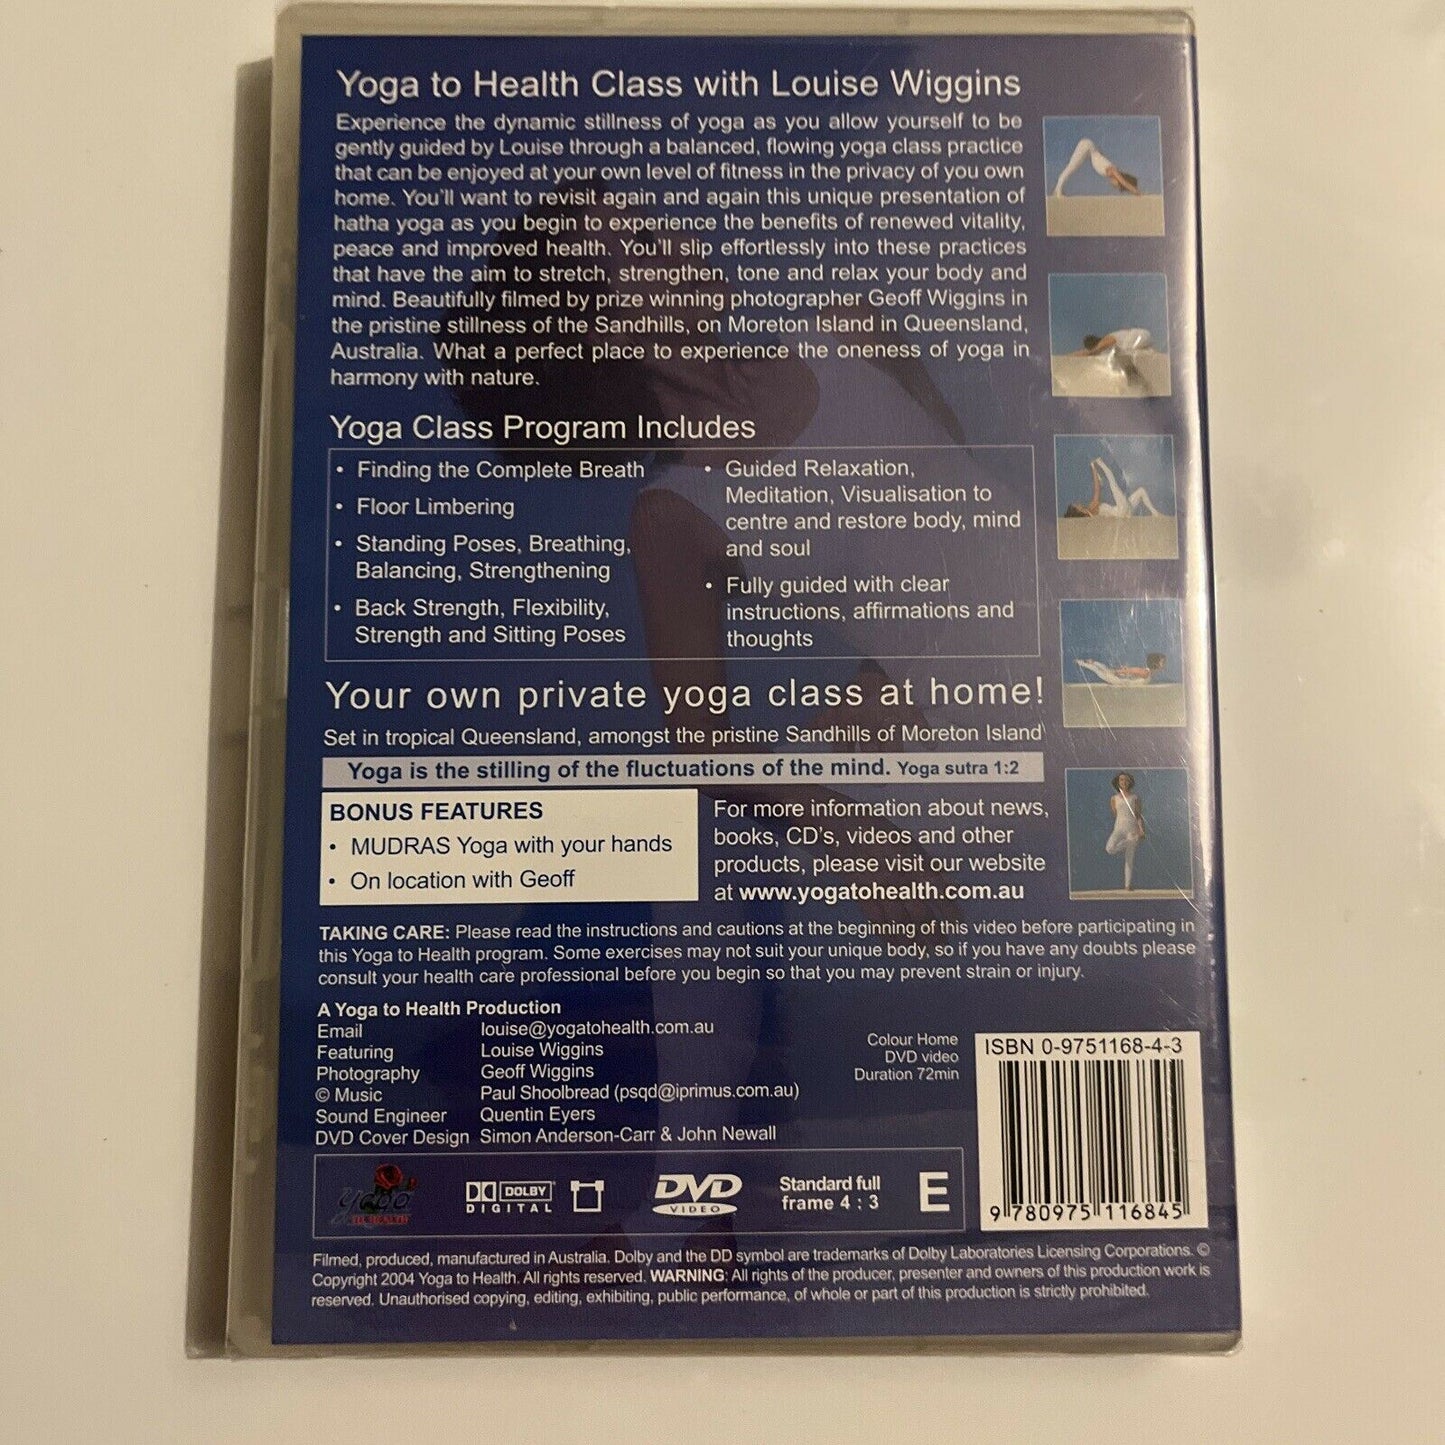 Yoga to Health Class with Louise Wiggins
Experience the dynamic stillness of yoga as you allow yourself to be
gently guided by Louise through a balanced, flowing yoga class practice
that can be enjoyed at your own level of fitness in the privacy of you own
home. You'll want to revisit again and again this unique presentation of
hatha yoga as you begin to experience the benefits of renewed vitality,
peace and improved health. You'll slip effortlessly into these practices
that have the aim to stretch, strengthen, tone and relax your body and
mind. Beautifully filmed by prize winning photographer Geoff Wiggins in
the pristine stillness of the Sandhills, on Moreton Island in Queensland,
Australia. What a perfect place to experience the oneness of yoga in
harmony with nature.
Yoga Class Program Includes
• Finding the Complete Breath
• Floor Limbering
• Standing Poses, Breathing,
Balancing, Strengthening
• Back Strength, Flexibility,
Strength and Sitting Poses
• Guided Relaxation,
Meditation, Visualisation to
centre and restore body, mind
and soul
• Fully guided with clear
instructions, affirmations and
thoughts
Your own private yoga class at home!
Set in tropical Queensland, amongst the pristine Sandhills of Moreton Island
Yoga is the stilling of the fluctuations of the mind. Yoga sutra 1:2
BONUS FEATURES
• MUDRAS Yoga with your hands
• On location with Geoff
For more information about news,
books, CD's, videos and other
products, please visit our website
at www.yogatohealth.com.au
TAKING CARE: Please read the instructions and cautions at the beginning of this video before participating in
this Yoga to Health program. Some exercises may not suit your unique body, so if you have any doubts please
consult your health care professional before you begin so that you may prevent strain or injury.
A Yoga to Health Production
Email louise@yogatohealth.com.au
Featuring Louise Wiggins
Photography Geoff Wiggins
© Music Paul Shoolbread (psqd@iprimus.com.au)
Sound Engineer Quentin Eyers
DVD Cover Design Simon Anderson-Carr & John Newall
Colour Home
DVD video
Duration 72min
ISBN 0-9751168-4-3
9 780975 116845
yoga
TO HEALTH
DOLBY
DIGITAL
DVD
VIDEO
Standard full
frame 4 : 3
E
Filmed, produced, manufactured in Australia. Dolby and the DD symbol are trademarks of Dolby Laboratories Licensing Corporations. ©
Copyright 2004 Yoga to Health. All rights reserved. WARNING: All rights of the producer, presenter and owners of this production work is
reserved. Unauthorised copying, editing, exhibiting, public performance, of whole or part of this production is strictly prohibited.